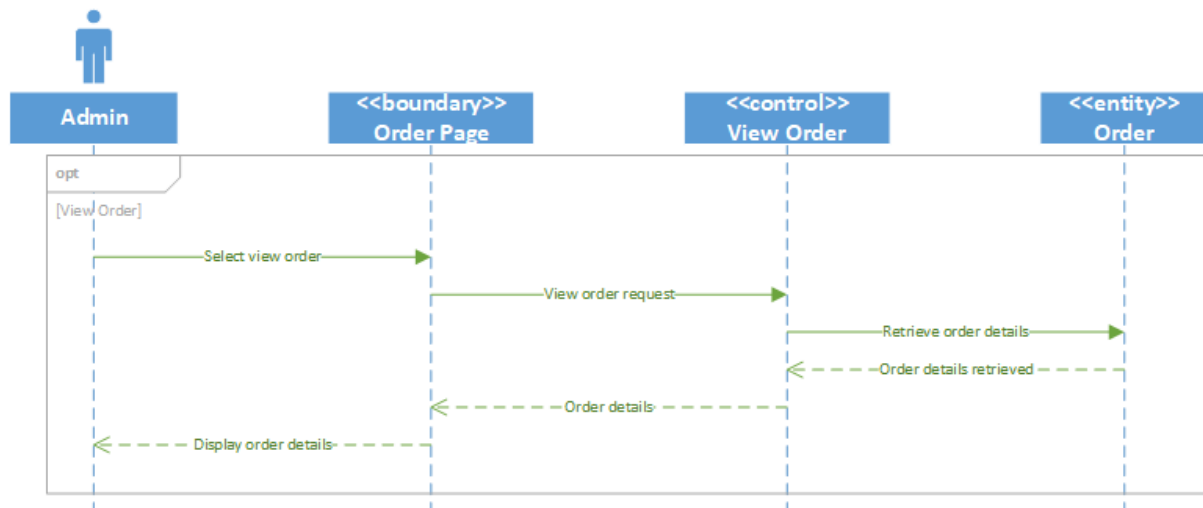 Admin
<<boundary>>
Order Page
<<control>>
View Order
<<entity>>
Order
opt
[View Order]
Select view order
View order request
Retrieve order details
Order details retrieved
Order details
Display order details